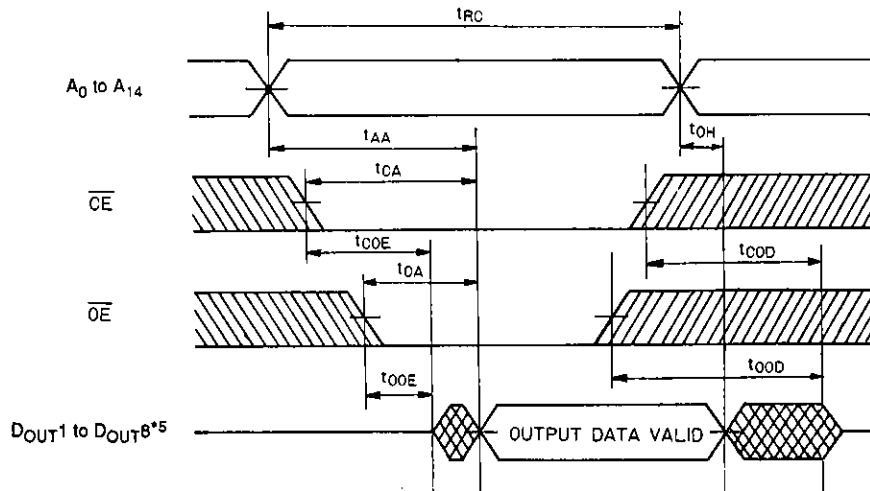 tRC
A0 to A14
tAA
tOH
tCA
CE
tCOE
tCOD
tOA
OE
tOOE
tOOD
DOUT1 to DOUT8*5
OUTPUT DATA VALID